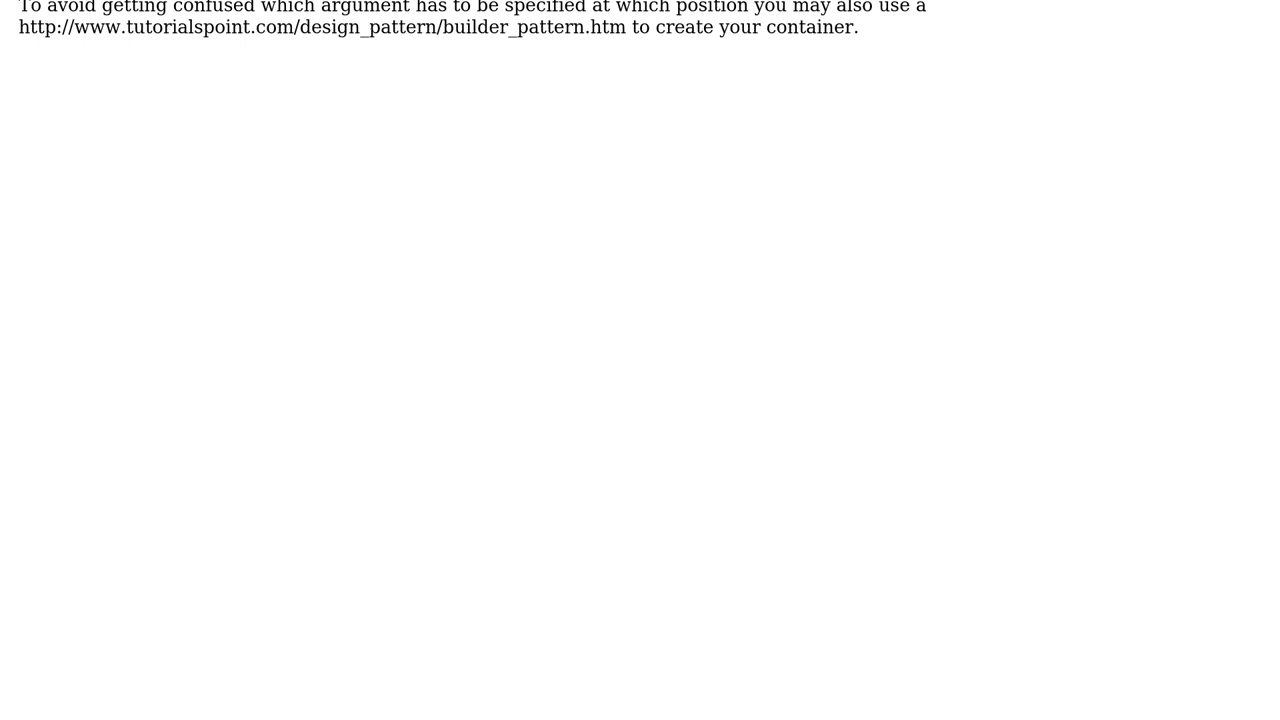 To avoid getting confused which argument has to be specified at which position you may also use a
http://www.tutorialspoint.com/design_pattern/builder_pattern.htm to create your container.